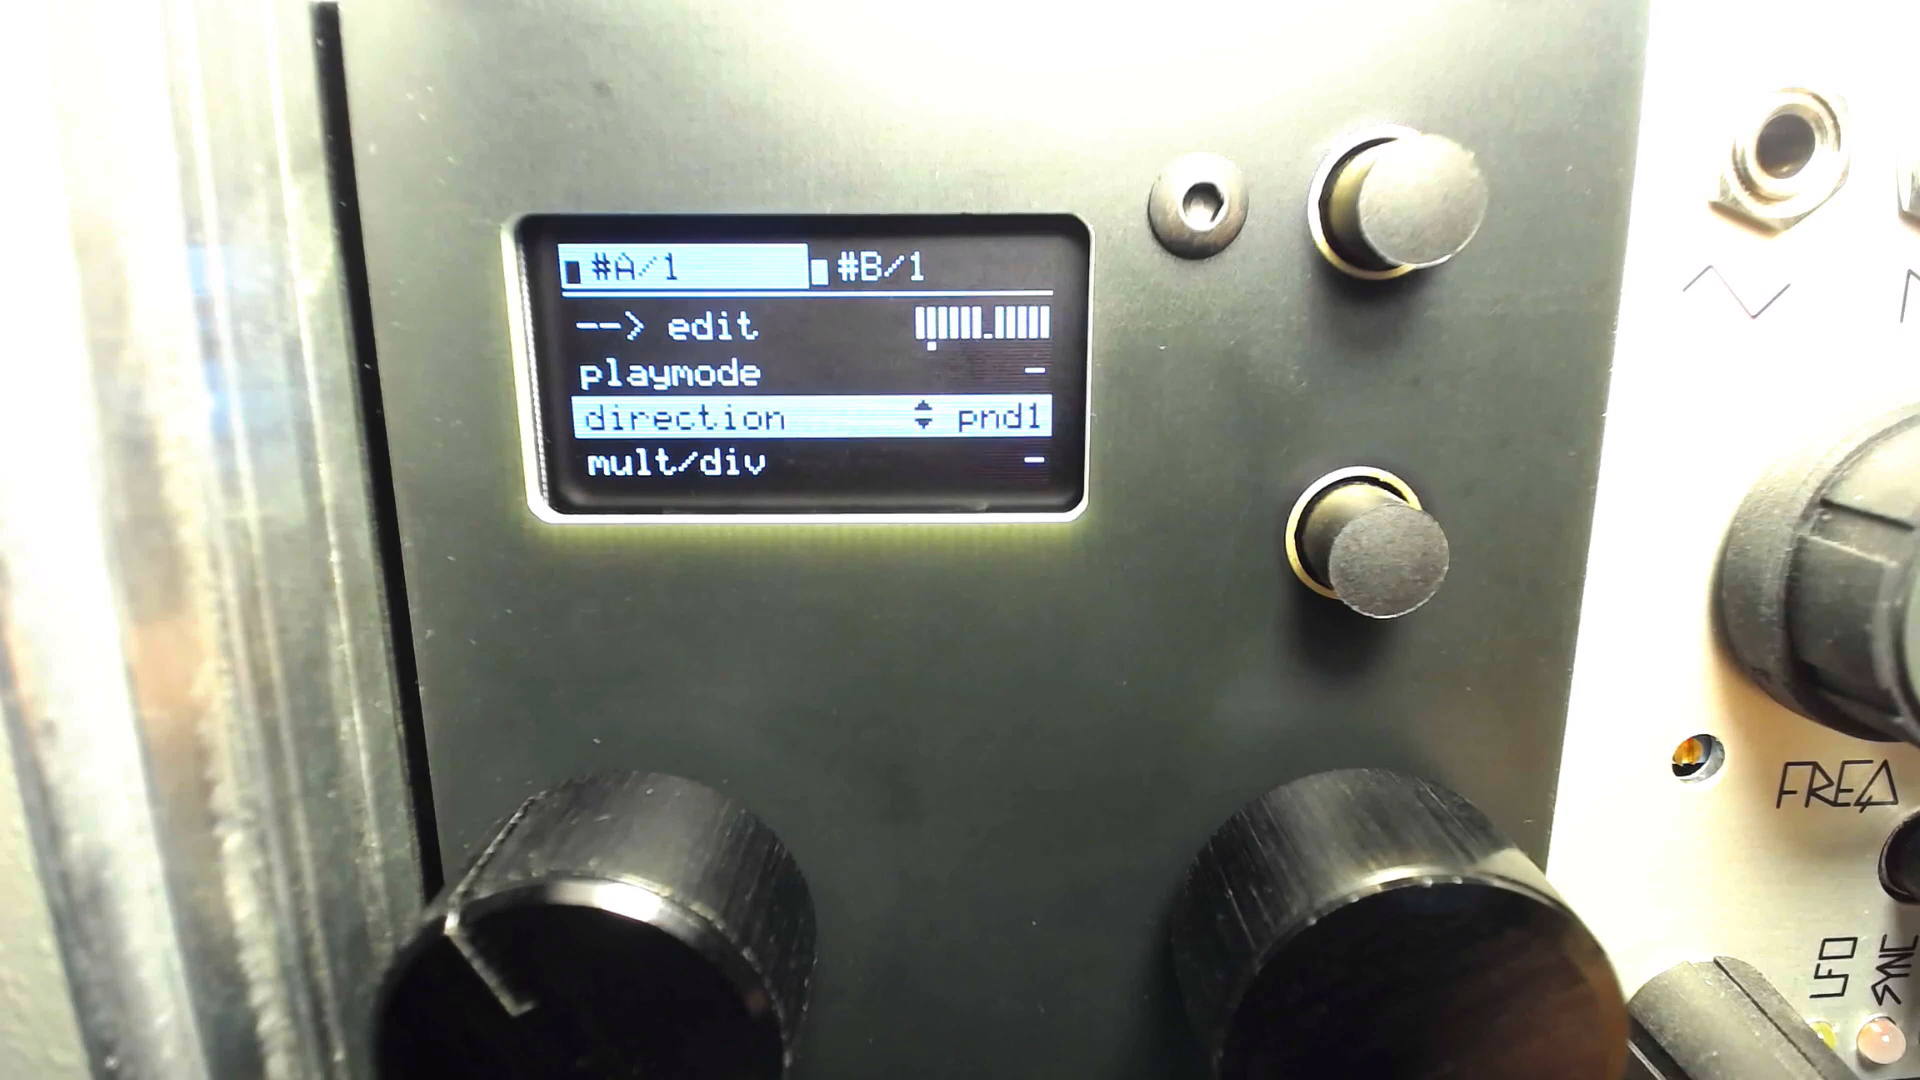 #A/1 #B/1
--> edit
playmode -
direction pnd1
mult/div -
FREQ
LFO
SYNC